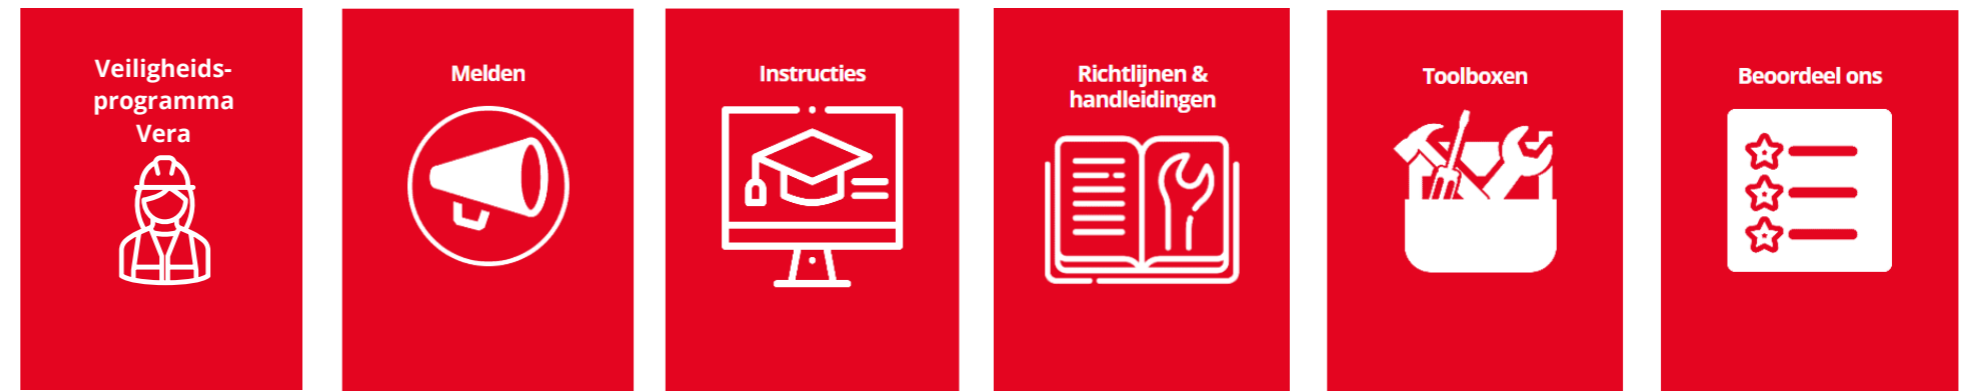 Veiligheids-
programma
Vera
Melden
Instructies
Richtlijnen &
handleidingen
Toolboxen
Beoordeel ons